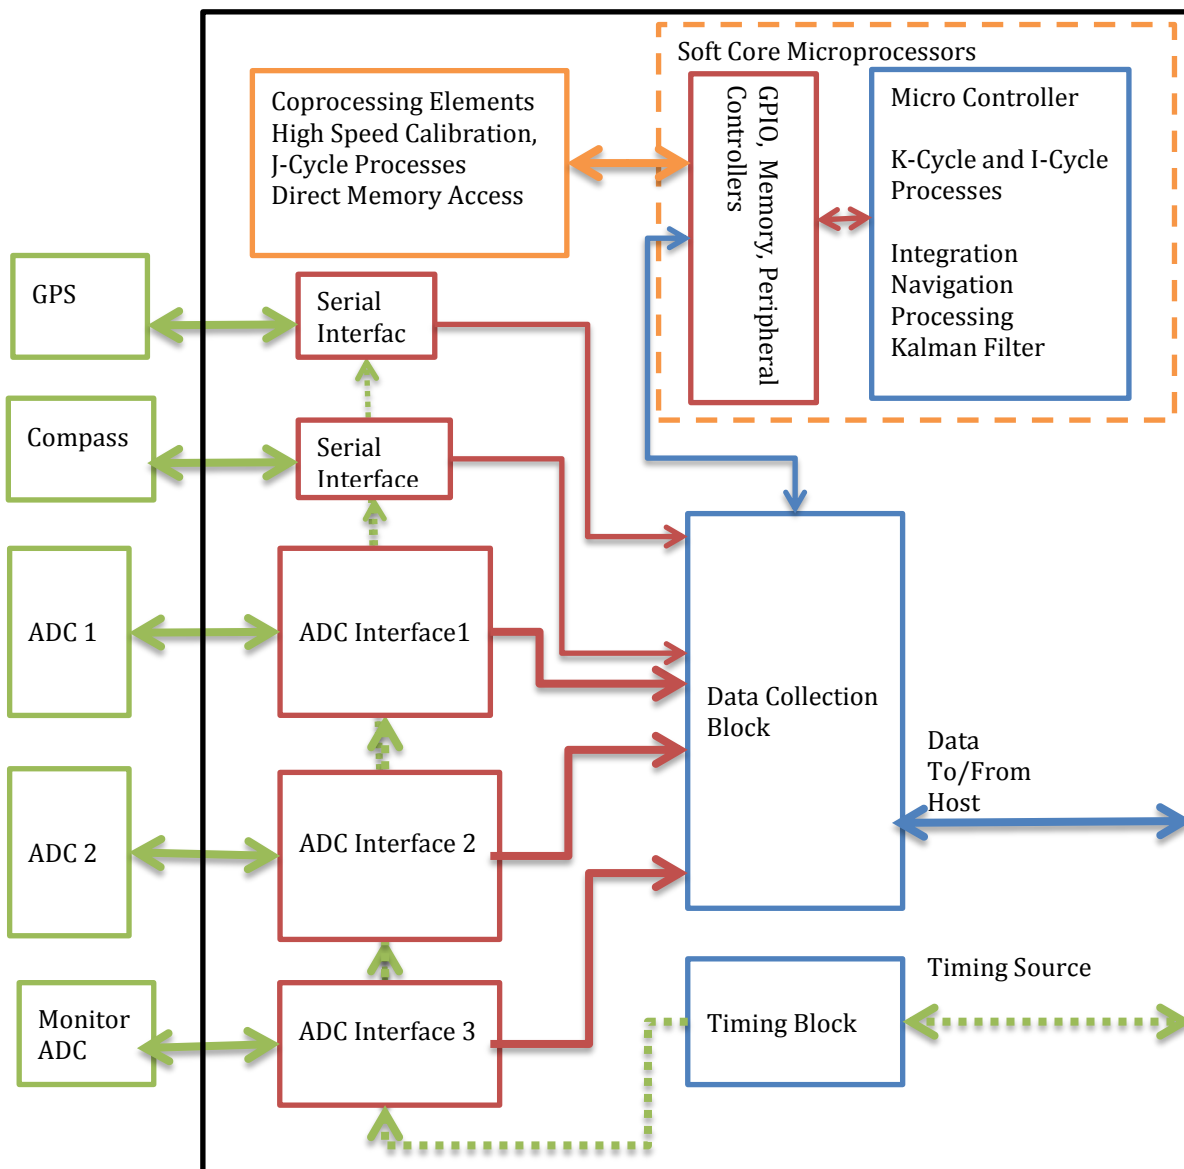 Soft Core Microprocessors
Coprocessing Elements
High Speed Calibration,
J-Cycle Processes
Direct Memory Access
GPIO, Memory, Peripheral
Controllers
Micro Controller
K-Cycle and I-Cycle
Processes
Integration
Navigation
Processing
Kalman Filter
GPS
Serial
Interfac
Compass
Serial
Interface
ADC 1
ADC Interface1
Data Collection
Block
Data
To/From
Host
ADC 2
ADC Interface 2
Monitor
ADC
ADC Interface 3
Timing Block
Timing Source